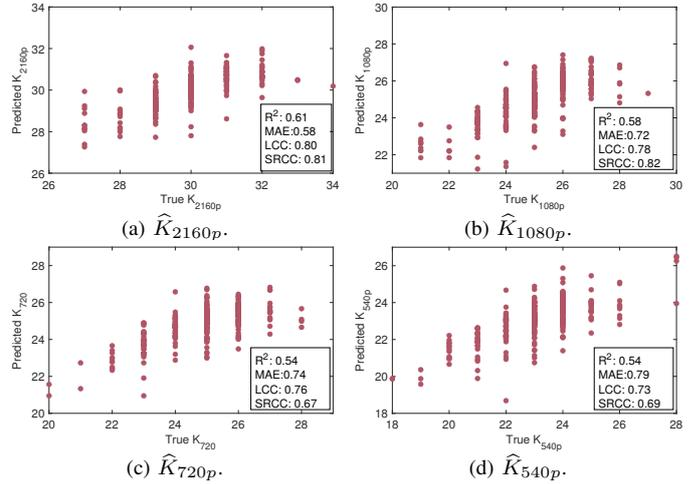 34
32
30
28
26
Predicted K2160p
R²: 0.61
MAE:0.58
LCC: 0.80
SRCC: 0.81
26 28 30 32 34
True K2160p
(a) K̂2160p.
30
28
26
24
22
Predicted K1080p
R²: 0.58
MAE:0.72
LCC: 0.78
SRCC: 0.82
20 22 24 26 28 30
True K1080p
(b) K̂1080p.
28
26
24
22
20
Predicted K720
R²: 0.54
MAE:0.74
LCC: 0.76
SRCC: 0.67
20 22 24 26 28
True K720
(c) K̂720p.
26
24
22
20
18
Predicted K540p
R²: 0.54
MAE:0.79
LCC: 0.73
SRCC: 0.69
18 20 22 24 26 28
True K540p
(d) K̂540p.